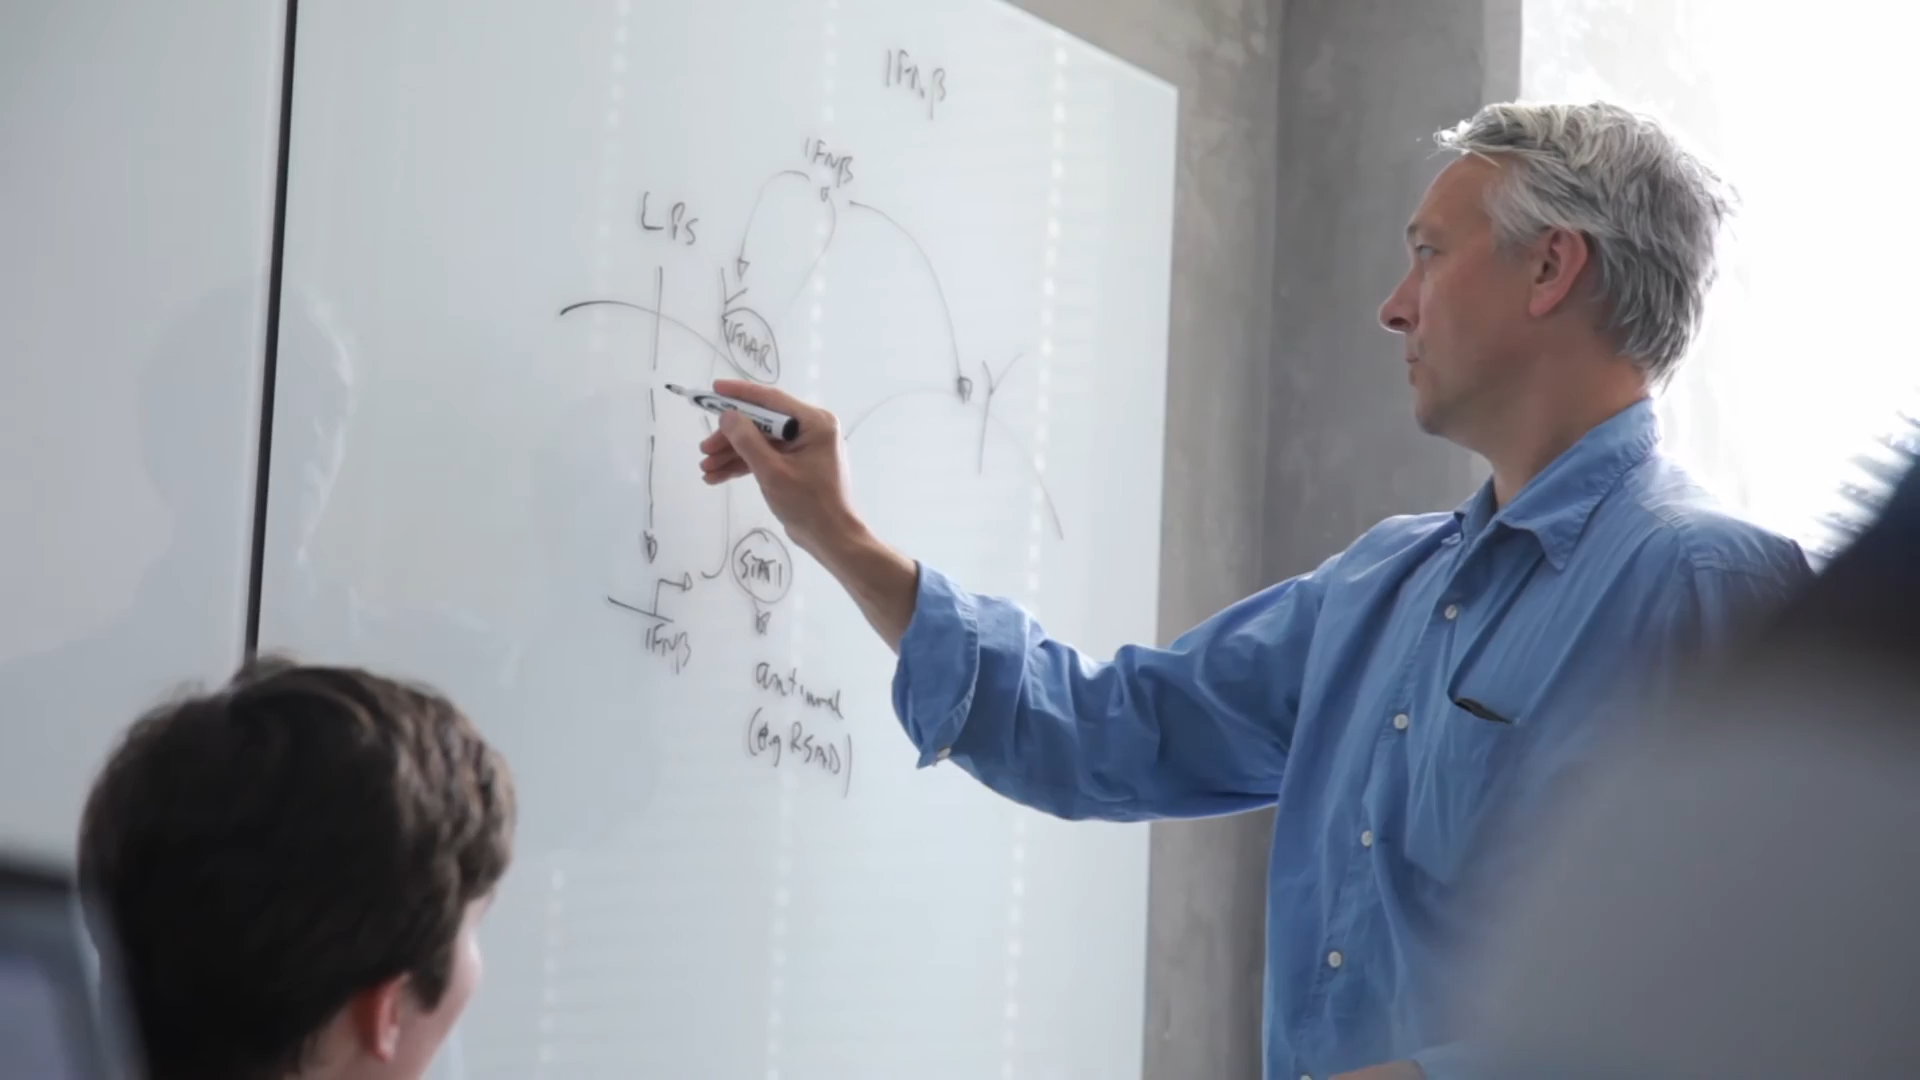 IFNβ
IFNβ
LPS
IFNAR
STAT1
IFNβ
antiviral
(eg RSAD)